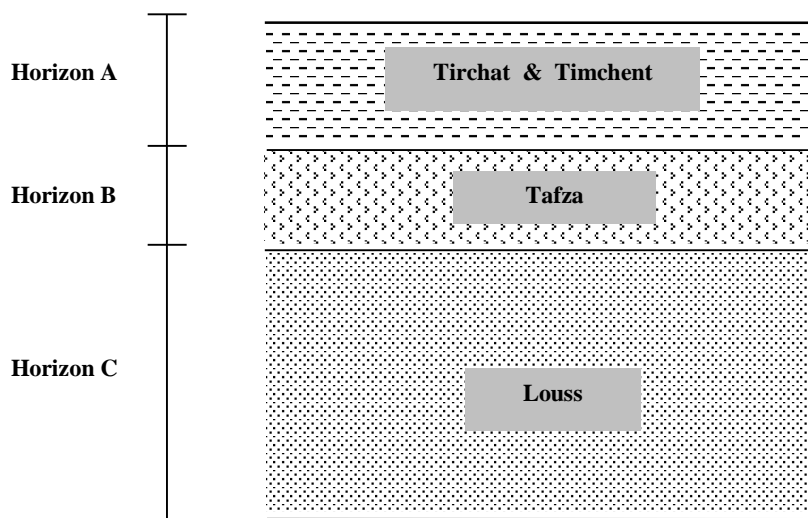 Horizon A
Tirchat & Timchent
Horizon B
Tafza
Horizon C
Louss